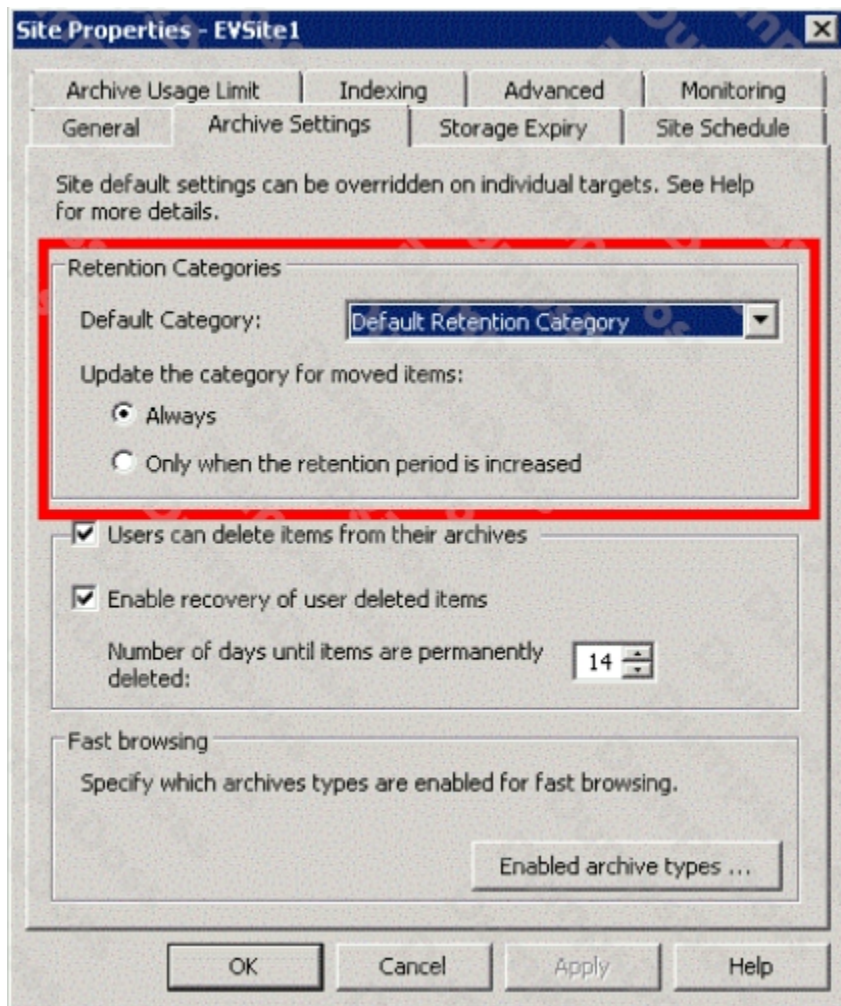 Site Properties - EVSite1
Archive Usage Limit Indexing Advanced Monitoring
General Archive Settings Storage Expiry Site Schedule
Site default settings can be overridden on individual targets. See Help
for more details.
Retention Categories
Default Category: Default Retention Category
Update the category for moved items:
Always
Only when the retention period is increased
Users can delete items from their archives
Enable recovery of user deleted items
Number of days until items are permanently
deleted: 14
Fast browsing
Specify which archives types are enabled for fast browsing.
Enabled archive types ...
OK Cancel Apply Help